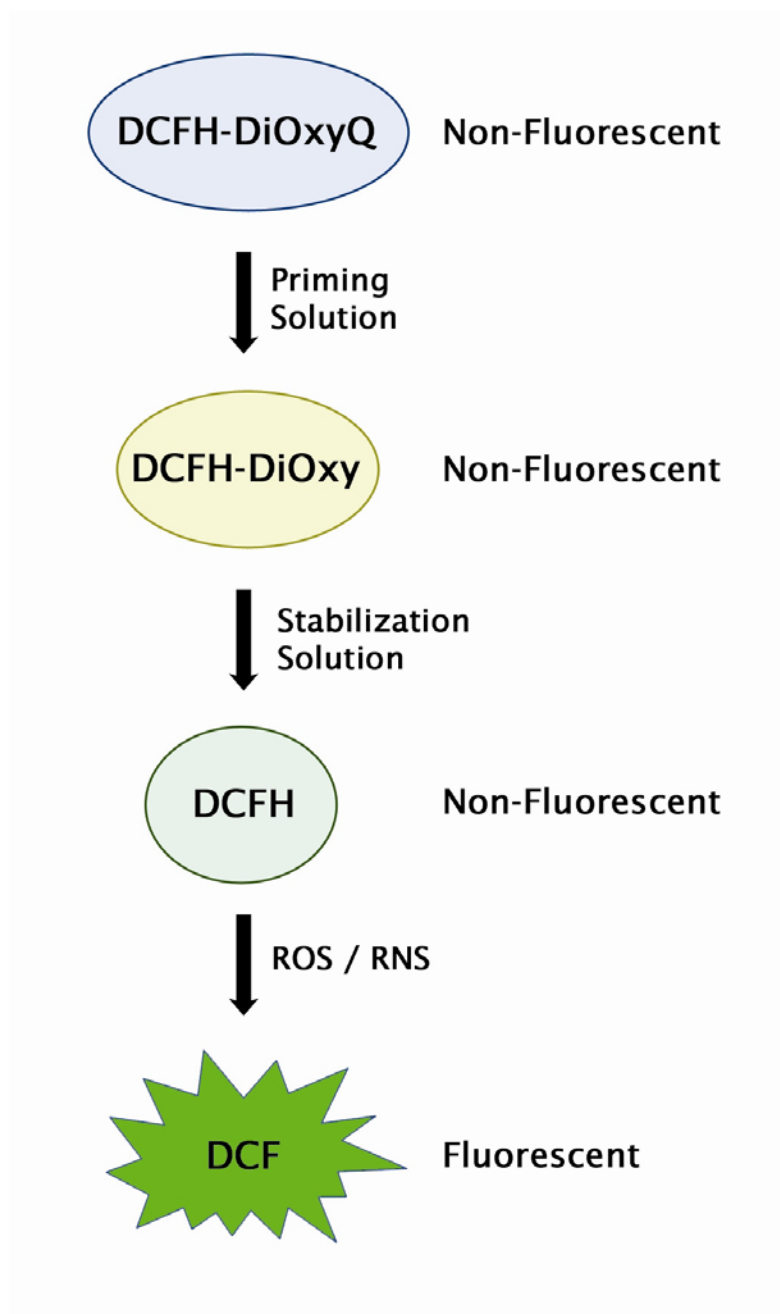 DCFH-DiOxyQ Non-Fluorescent
Priming
Solution
DCFH-DiOxy Non-Fluorescent
Stabilization
Solution
DCFH Non-Fluorescent
ROS / RNS
DCF Fluorescent